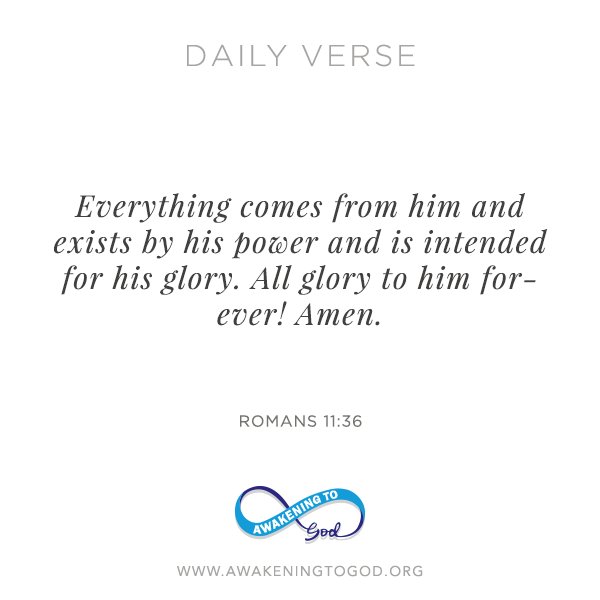 DAILY VERSE
Everything comes from him and
exists by his power and is intended
for his glory. All glory to him for-
ever! Amen.
ROMANS 11:36
AWAKENING TO
God
WWW.AWAKENINGTOGOD.ORG